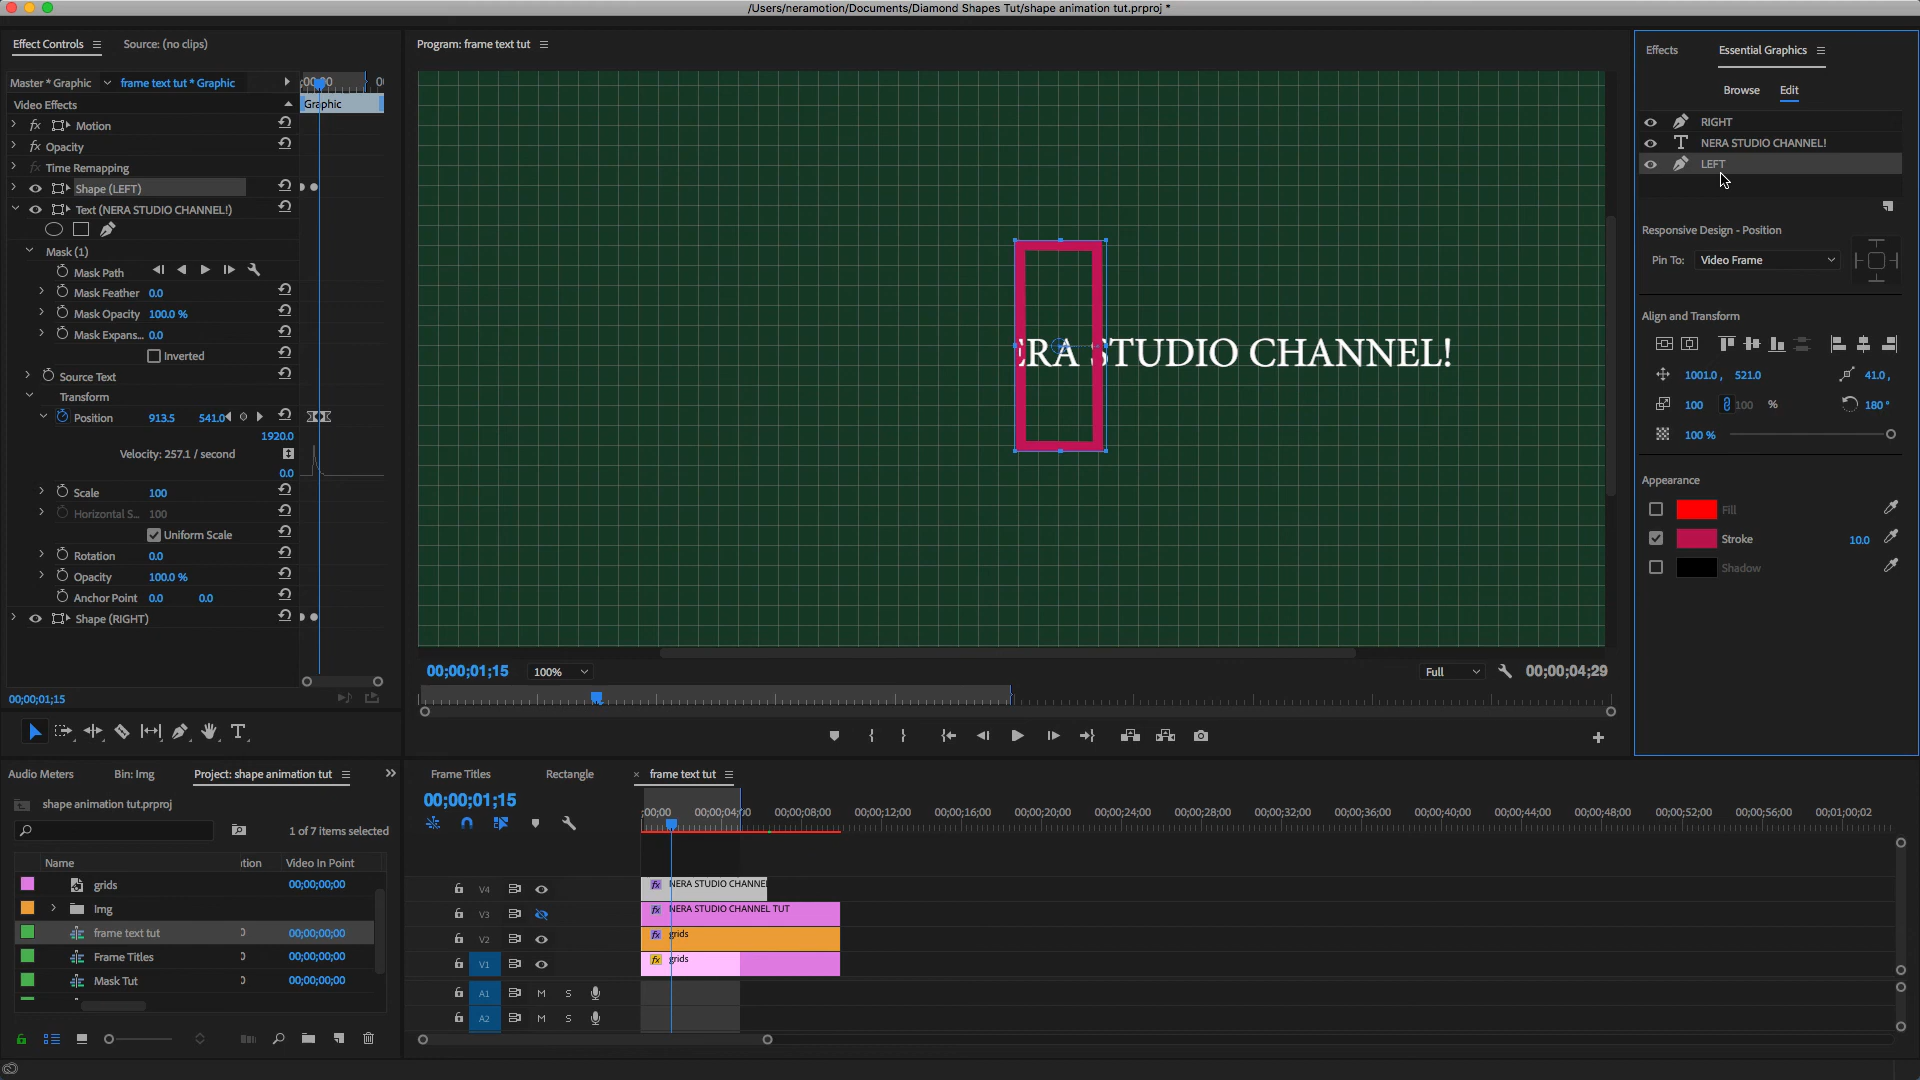 /Users/neramotion/Documents/Diamond Shapes Tut/shape animation tut.prproj *
Effect Controls
Source: (no clips)
Program: frame text tut
Effects
Essential Graphics
Master * Graphic
frame text tut * Graphic
Video Effects
Graphic
Motion
Opacity
Time Remapping
Shape (LEFT)
Text (NERA STUDIO CHANNEL!)
Mask (1)
Mask Path
Mask Feather 0.0
Mask Opacity 100.0 %
Mask Expans... 0.0
Inverted
Source Text
Transform
Position 913.5 541.0
1920.0
Velocity: 257.1 / second
0.0
Scale 100
Horizontal S... 100
Uniform Scale
Rotation 0.0
Opacity 100.0 %
Anchor Point 0.0 0.0
Shape (RIGHT)
00;00;01;15
ERA STUDIO CHANNEL!
00;00;01;15
100%
Full
00;00;04;29
Browse
Edit
RIGHT
NERA STUDIO CHANNEL!
LEFT
Responsive Design - Position
Pin To: Video Frame
Align and Transform
1001.0 , 521.0 41.0 ,
100 100 % 180 °
100 %
Appearance
Fill
Stroke 10.0
Shadow
Audio Meters
Bin: Img
Project: shape animation tut
shape animation tut.prproj
1 of 7 items selected
Name
Video In Point
grids 00;00;00;00
Img
frame text tut 00;00;00;00
Frame Titles 00;00;00;00
Mask Tut 00;00;00;00
Frame Titles
Rectangle
frame text tut
00;00;01;15
;00;00 00;00;04;00 00;00;08;00 00;00;12;00 00;00;16;00 00;00;20;00 00;00;24;00 00;00;28;00 00;00;32;00 00;00;36;00 00;00;40;00 00;00;44;00 00;00;48;00 00;00;52;00 00;00;56;00 00;01;00;02
V4 fx NERA STUDIO CHANNEL
V3 fx NERA STUDIO CHANNEL TUT
V2 fx grids
V1 fx grids
A1 M S
A2 M S